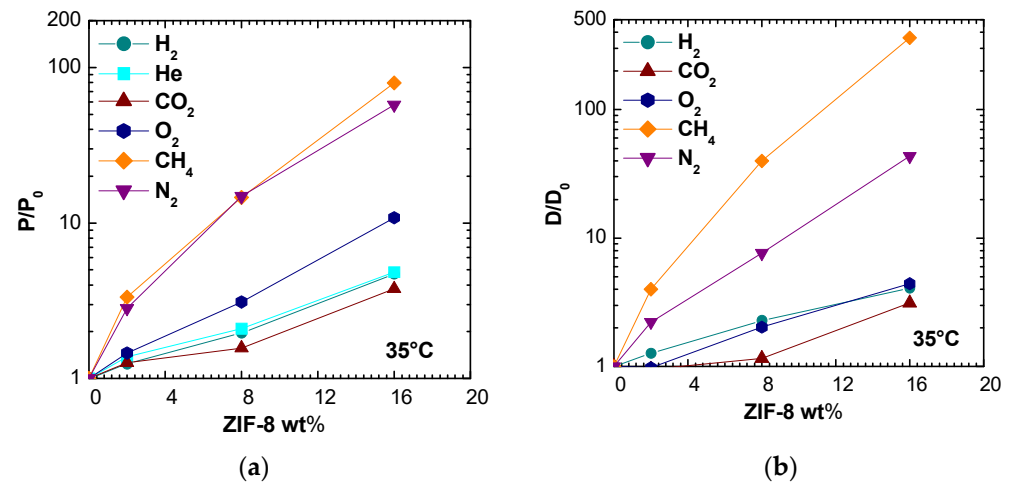 200
100
10
1
P/P₀
H₂
He
CO₂
O₂
CH₄
N₂
35°C
0 4 8 12 16 20
ZIF-8 wt%
(a)
500
100
10
1
D/D₀
H₂
CO₂
O₂
CH₄
N₂
35°C
0 4 8 12 16 20
ZIF-8 wt%
(b)